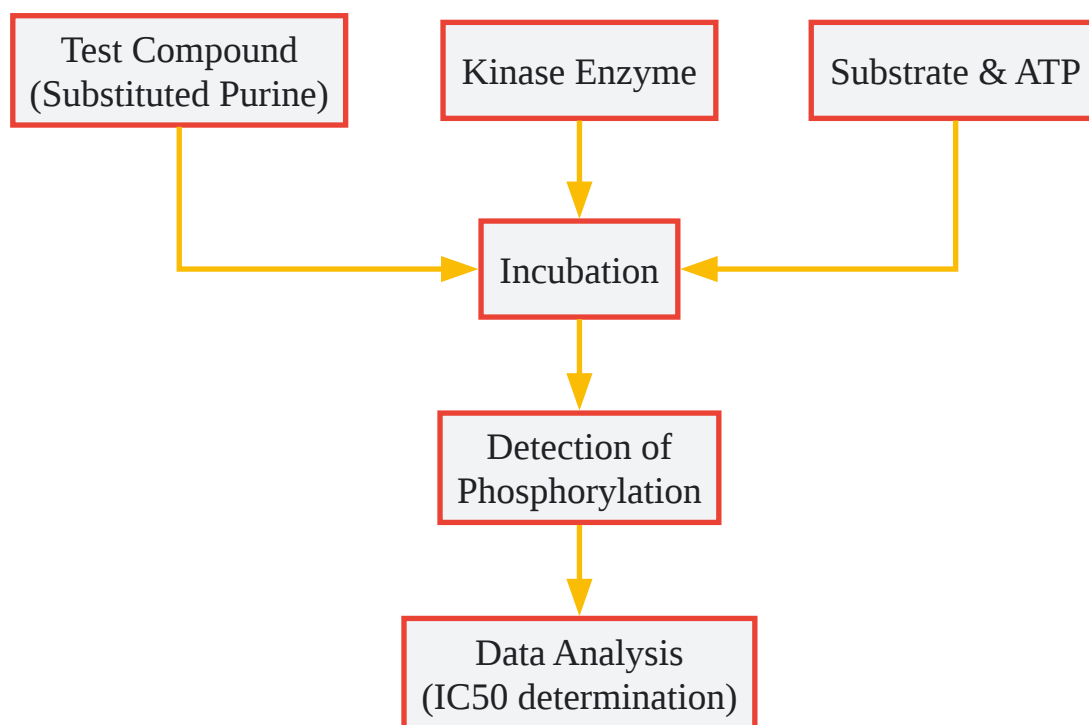 Test Compound
(Substituted Purine)
Kinase Enzyme
Substrate & ATP
Incubation
Detection of
Phosphorylation
Data Analysis
(IC50 determination)